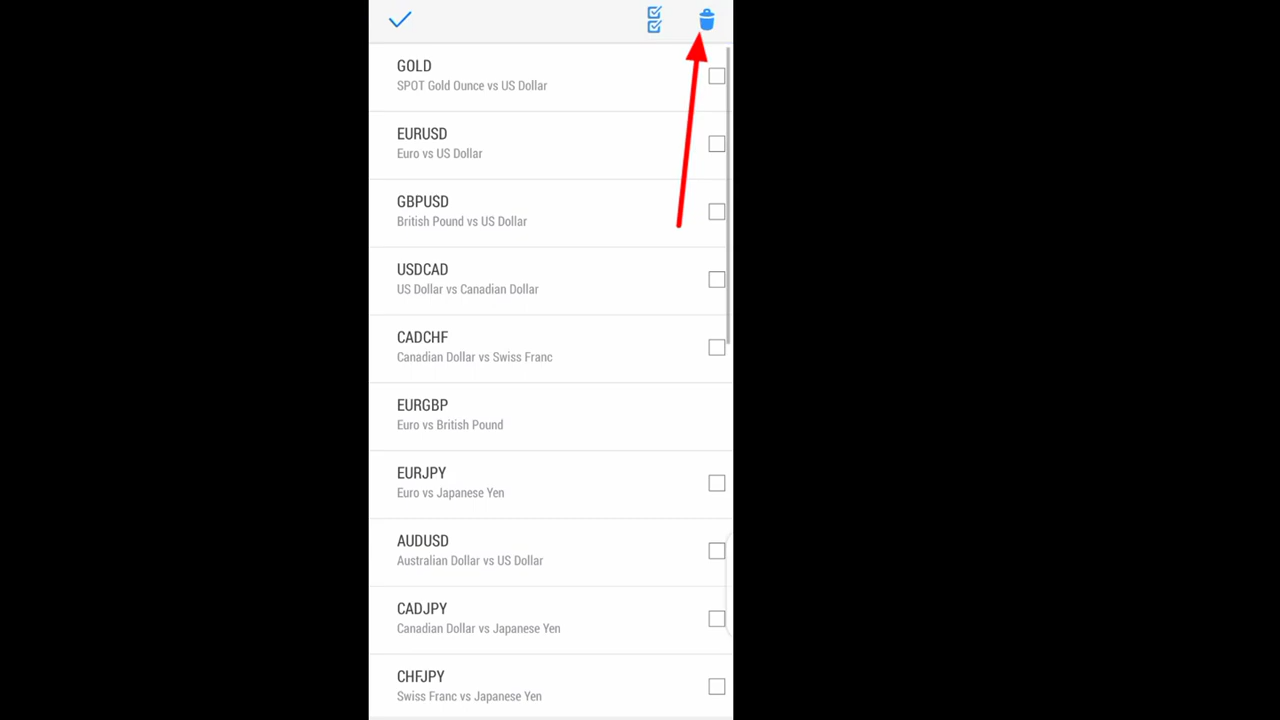 GOLD
SPOT Gold Ounce vs US Dollar
EURUSD
Euro vs US Dollar
GBPUSD
British Pound vs US Dollar
USDCAD
US Dollar vs Canadian Dollar
CADCHF
Canadian Dollar vs Swiss Franc
EURGBP
Euro vs British Pound
EURJPY
Euro vs Japanese Yen
AUDUSD
Australian Dollar vs US Dollar
CADJPY
Canadian Dollar vs Japanese Yen
CHFJPY
Swiss Franc vs Japanese Yen